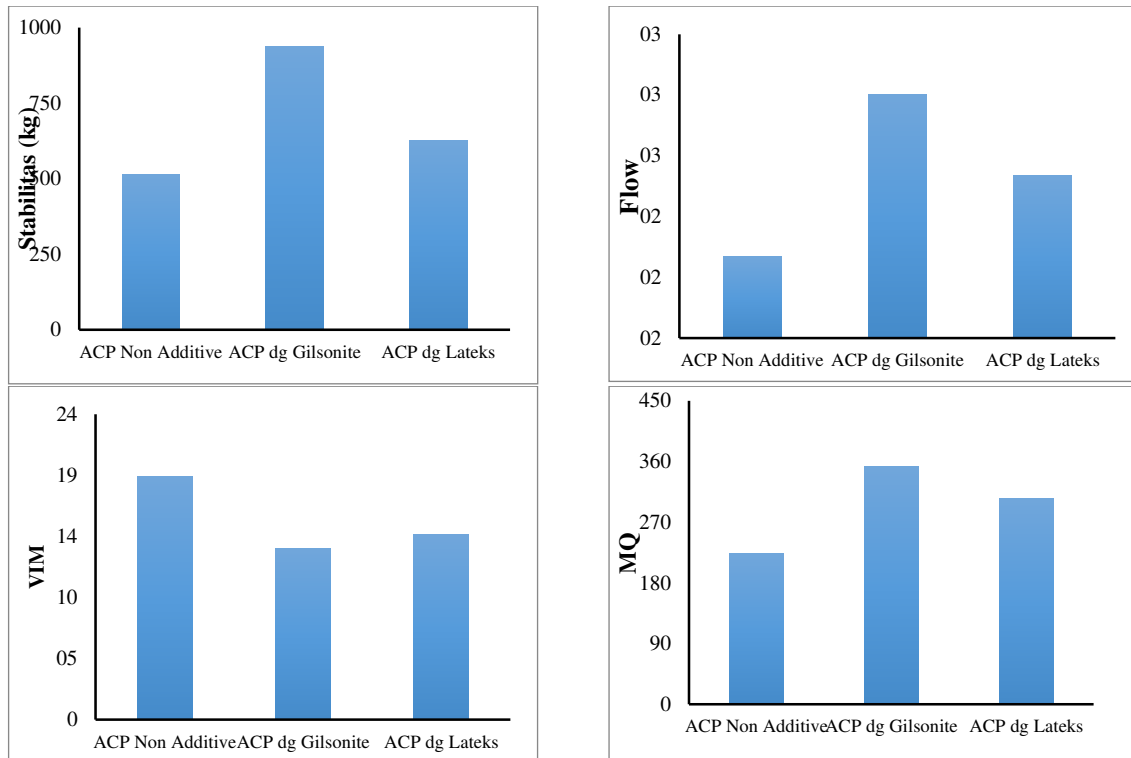 Stabilitas (kg)
1000
750
500
250
0
ACP Non Additive ACP dg Gilsonite ACP dg Lateks
Flow
03
03
03
02
02
02
ACP Non Additive ACP dg Gilsonite ACP dg Lateks
VIM
24
19
14
10
05
0
ACP Non Additive ACP dg Gilsonite ACP dg Lateks
MQ
450
360
270
180
90
0
ACP Non Additive ACP dg Gilsonite ACP dg Lateks